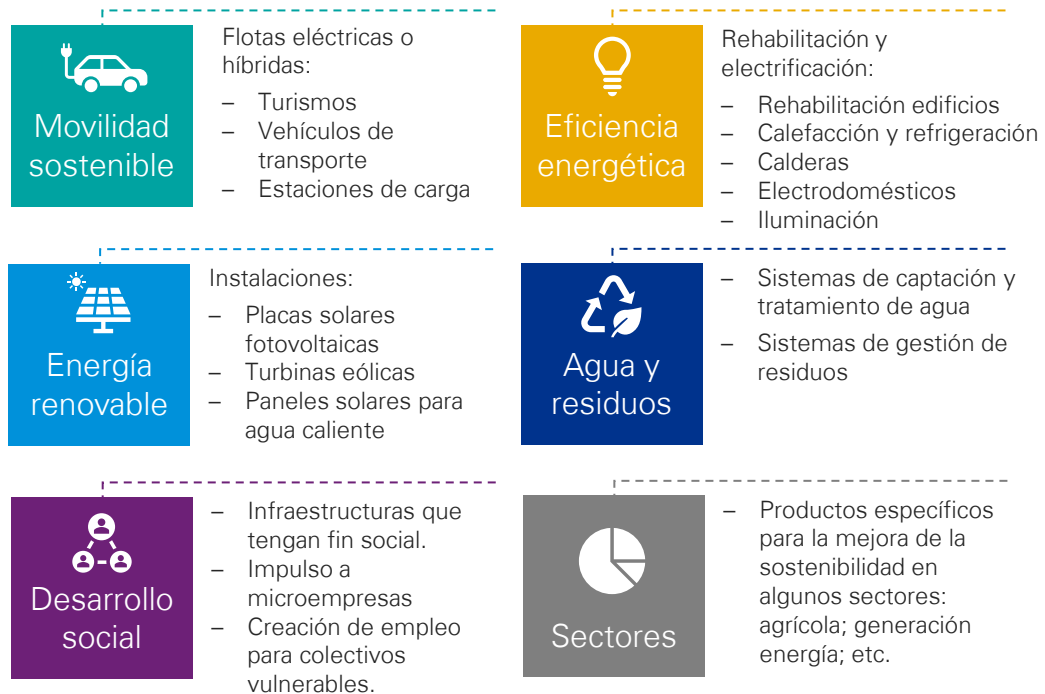 Movilidad
sostenible
Flotas eléctricas o
híbridas:
– Turismos
– Vehículos de
transporte
– Estaciones de carga
Eficiencia
energética
Rehabilitación y
electrificación:
– Rehabilitación edificios
– Calefacción y refrigeración
– Calderas
– Electrodomésticos
– Iluminación
Energía
renovable
Instalaciones:
– Placas solares
fotovoltaicas
– Turbinas eólicas
– Paneles solares para
agua caliente
Agua y
residuos
– Sistemas de captación y
tratamiento de agua
– Sistemas de gestión de
residuos
Desarrollo
social
– Infraestructuras que
tengan fin social.
– Impulso a
microempresas
– Creación de empleo
para colectivos
vulnerables.
Sectores
– Productos específicos
para la mejora de la
sostenibilidad en
algunos sectores:
agrícola; generación
energía; etc.